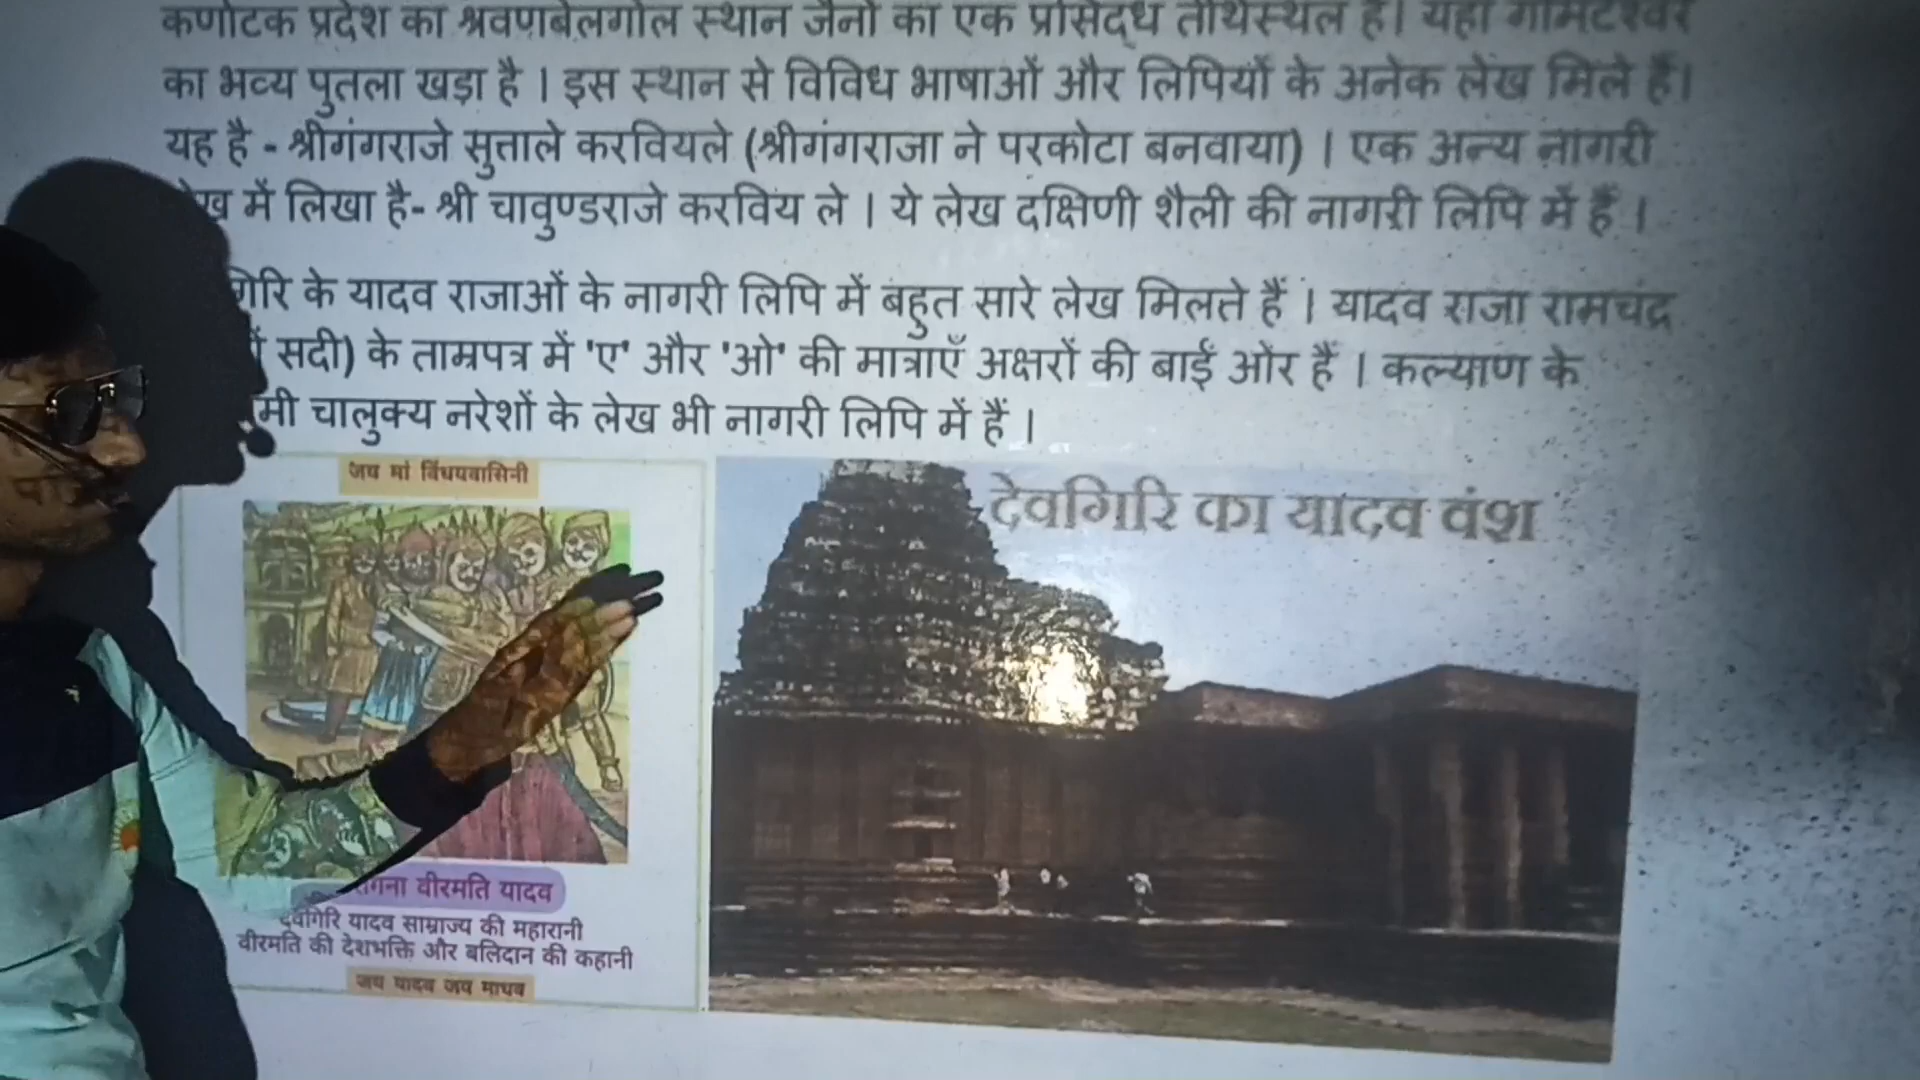 कर्णाटक प्रदेश का श्रवणबेलगोल स्थान जैनों का एक प्रसिद्ध तीर्थस्थल है। यहाँ गोमटेश्वर
का भव्य पुतला खड़ा है । इस स्थान से विविध भाषाओं और लिपियों के अनेक लेख मिले हैं।
यह है - श्रीगंगराजे सुत्ताले करवियले (श्रीगंगराजा ने परकोटा बनवाया) । एक अन्य नागरी
में लिखा है- श्री चावुण्डराजे करविय ले । ये लेख दक्षिणी शैली की नागरी लिपि में हैं ।
गिरि के यादव राजाओं के नागरी लिपि में बहुत सारे लेख मिलते हैं । यादव राजा रामचंद्र
सदी) के ताम्रपत्र में 'ए' और 'ओ' की मात्राएँ अक्षरों की बाईं ओर हैं । कल्याण के
मी चालुक्य नरेशों के लेख भी नागरी लिपि में हैं ।
जय मां विंधयवासिनी
देवगिरि का यादव वंश
वीरमति यादव
देवगिरि यादव साम्राज्य की महारानी
वीरमति की देशभक्ति और बलिदान की कहानी
जय यादव जय माधव